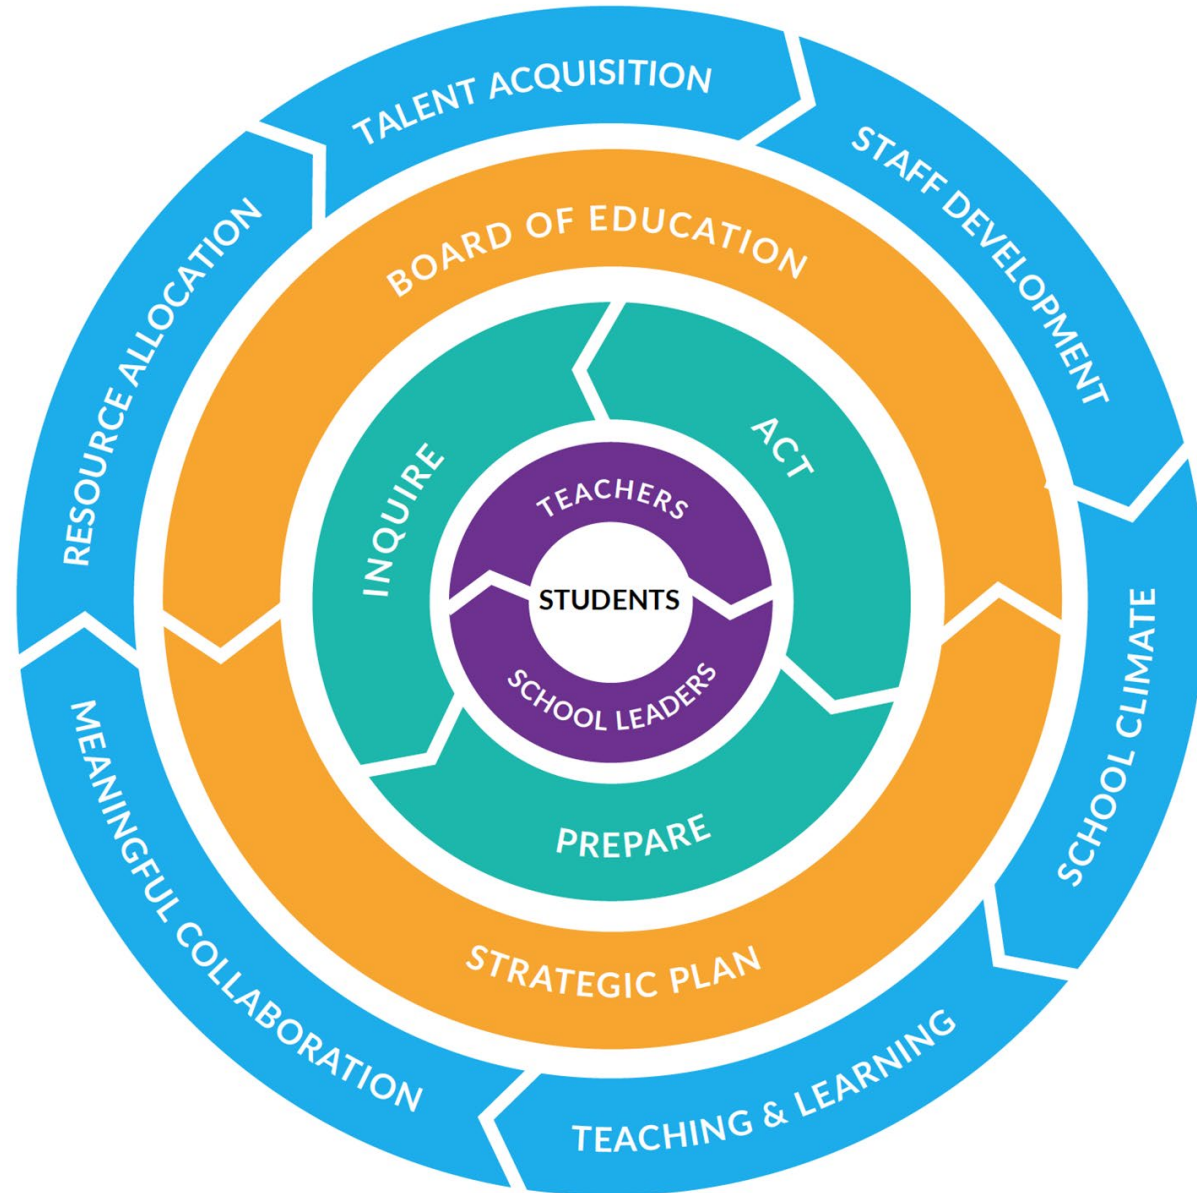 TALENT ACQUISITION
STAFF DEVELOPMENT
SCHOOL CLIMATE
TEACHING & LEARNING
MEANINGFUL COLLABORATION
RESOURCE ALLOCATION
BOARD OF EDUCATION
STRATEGIC PLAN
INQUIRE
ACT
PREPARE
TEACHERS
STUDENTS
SCHOOL LEADERS